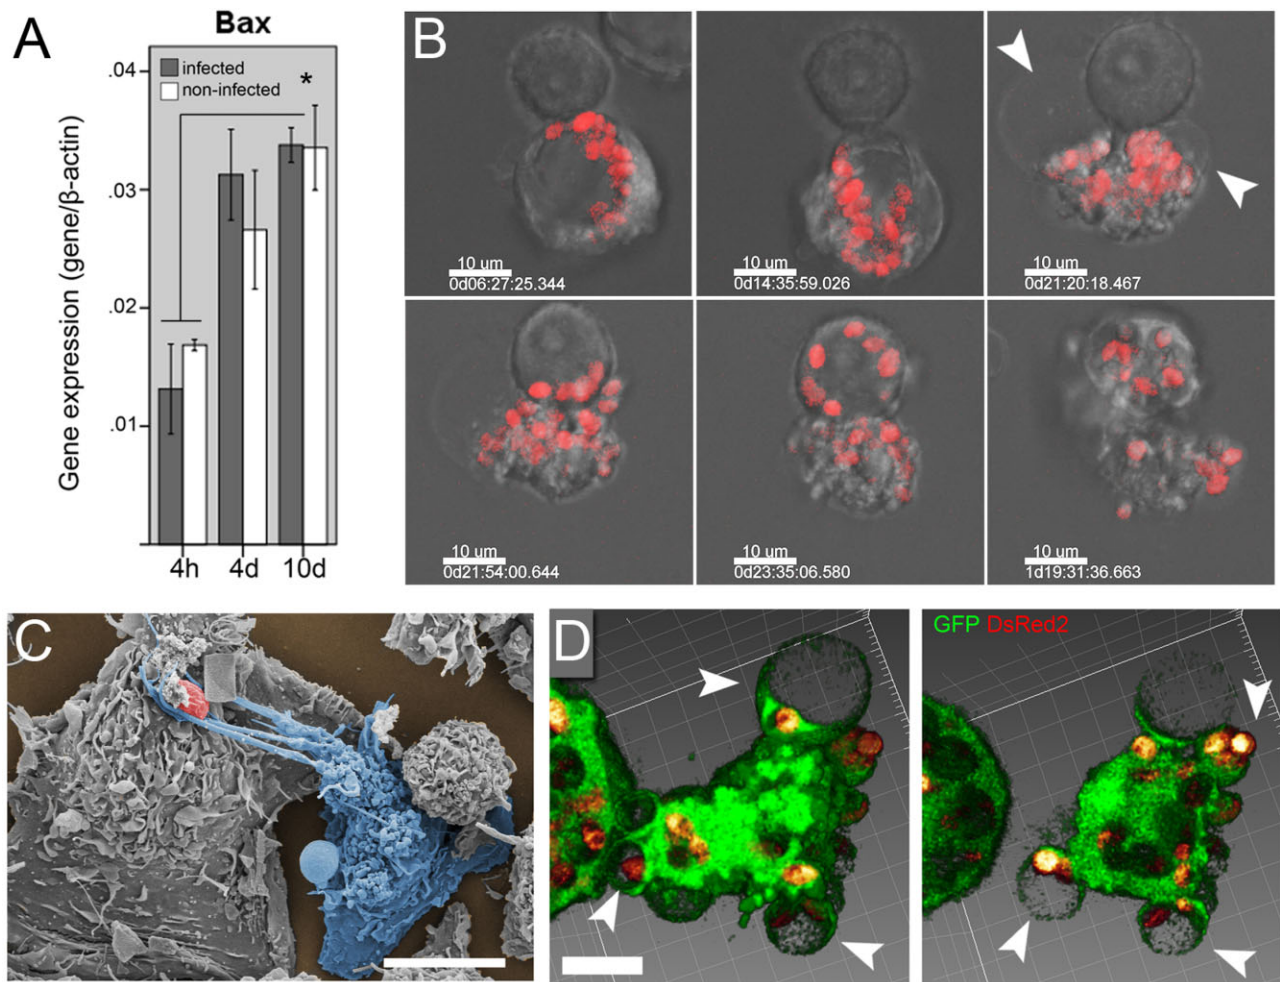 A
Bax
infected
non-infected
*
.04
.03
.02
.01
Gene expression (gene/β-actin)
4h 4d 10d
B
10 um
0d06:27:25.344
10 um
0d14:35:59.026
10 um
0d21:20:18.467
10 um
0d21:54:00.644
10 um
0d23:35:06.580
10 um
1d19:31:36.663
C
D
GFP DsRed2